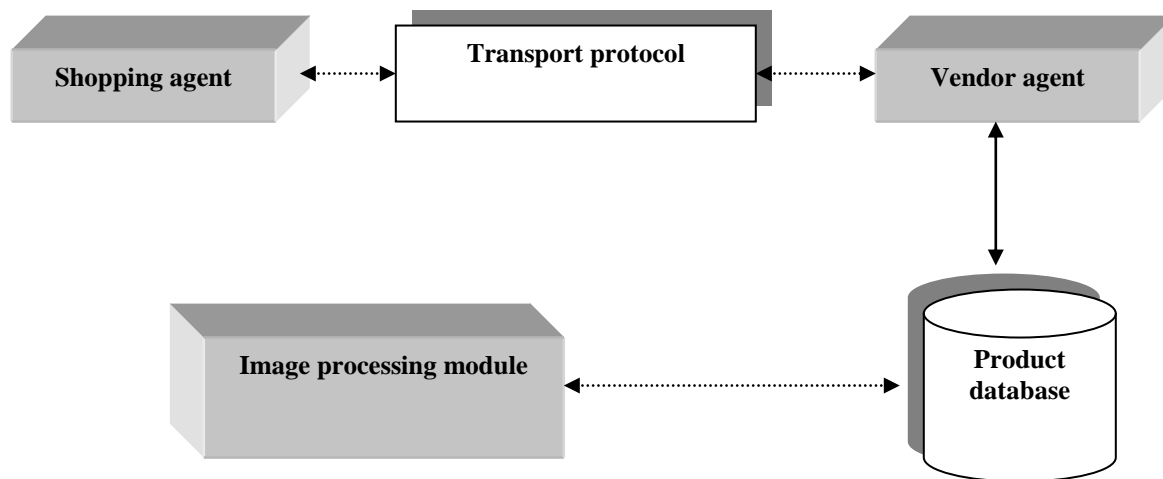 Shopping agent
Transport protocol
Vendor agent
Image processing module
Product
database